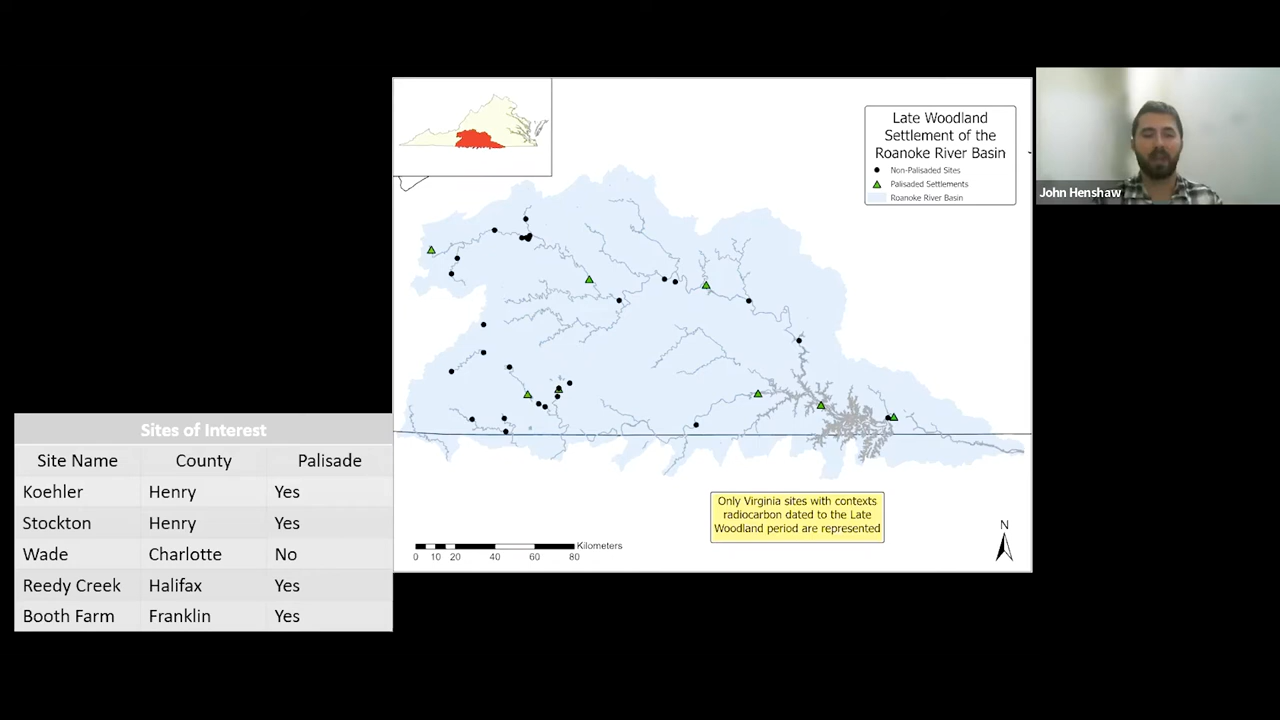 Late Woodland
Settlement of the
Roanoke River Basin
Non-Palisaded Sites
Palisaded Settlements
Roanoke River Basin
John Henshaw
Sites of Interest
Site Name County Palisade
Koehler Henry Yes
Stockton Henry Yes
Wade Charlotte No
Reedy Creek Halifax Yes
Booth Farm Franklin Yes
Only Virginia sites with contexts
radiocarbon dated to the Late
Woodland period are represented
Kilometers
0 10 20 40 60 80
N